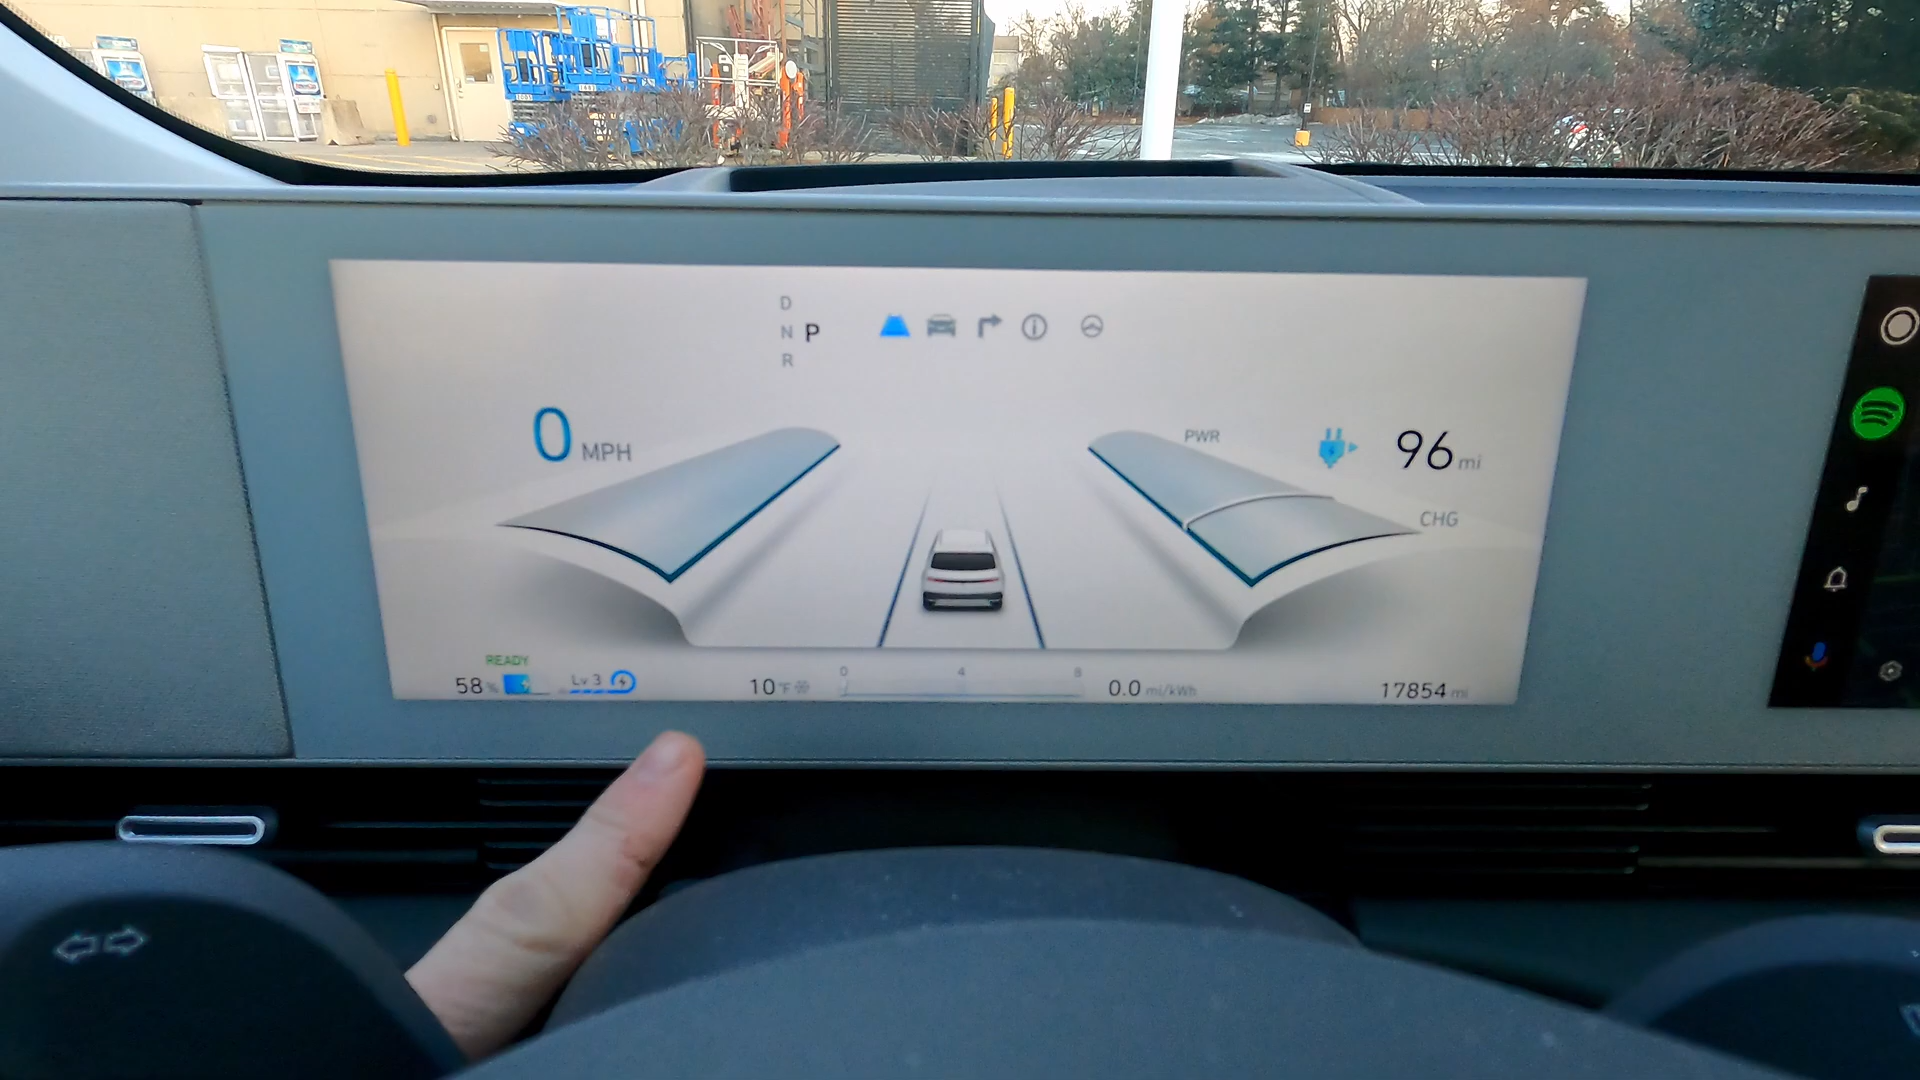 D
N P
R
0 MPH
PWR
96 mi
CHG
READY
58 %
Lv 3
10 °F
0 4 8
0.0 mi/kWh
17854 mi